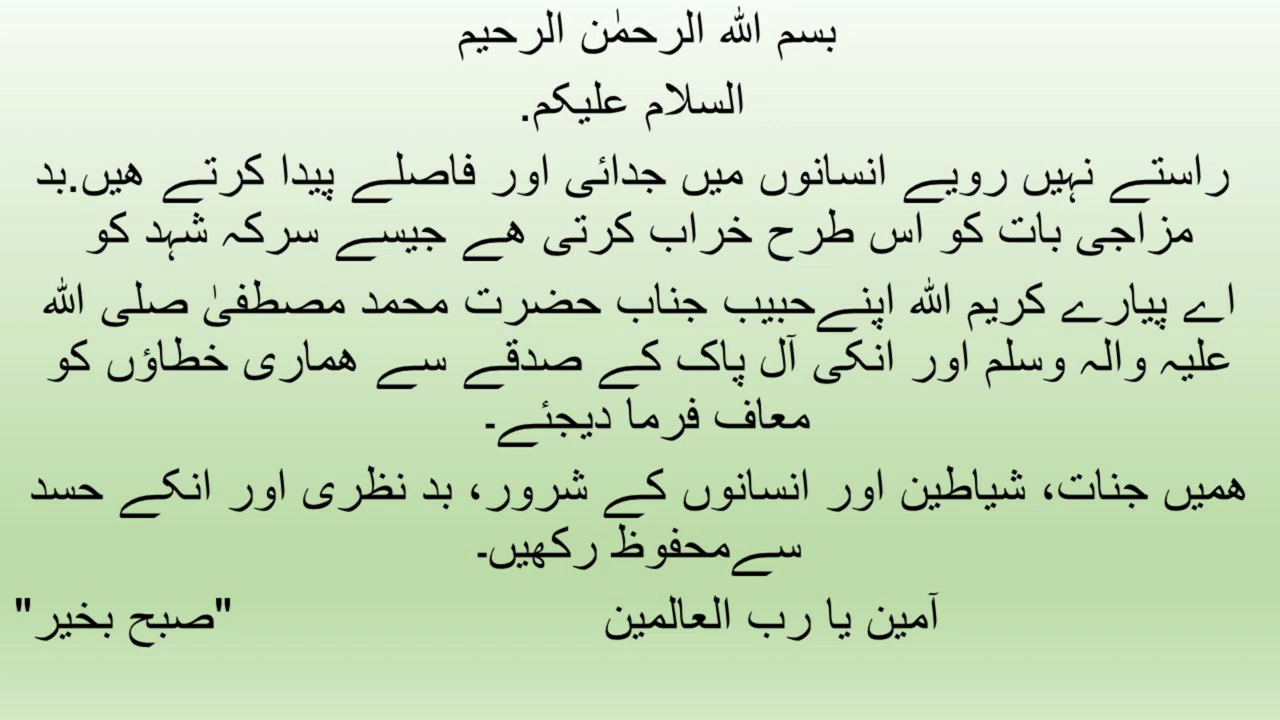 بسم الله الرحمٰن الرحیم
السلام علیکم.
راستے نہیں رویے انسانوں میں جدائی اور فاصلے پیدا کرتے ھیں.بد
مزاجی بات کو اس طرح خراب کرتی ھے جیسے سرکہ شہد کو
اے پیارے کریم الله اپنےحبیب جناب حضرت محمد مصطفیٰ صلی الله
علیہ والہ وسلم اور انکی آل پاک کے صدقے سے ھماری خطاؤں کو
معاف فرما دیجئے۔
ھمیں جنات، شیاطین اور انسانوں کے شرور، بد نظری اور انکے حسد
سےمحفوظ رکھیں۔
آمین یا رب العالمین "صبح بخیر"